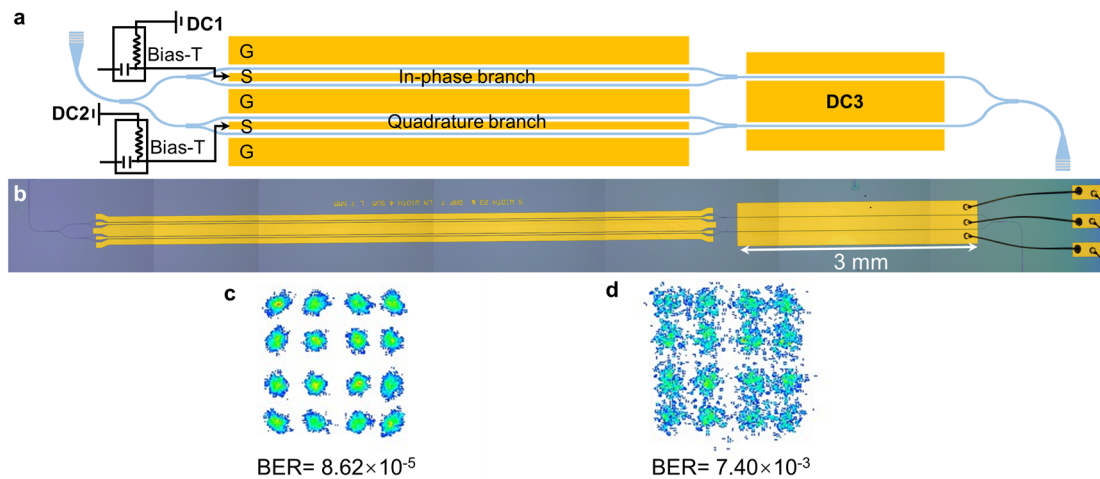 a
DC1
Bias-T
G
S
In-phase branch
G
DC2
S
Quadrature branch
Bias-T
G
DC3
b
3 mm
c
d
BER= 8.62×10-5
BER= 7.40×10-3